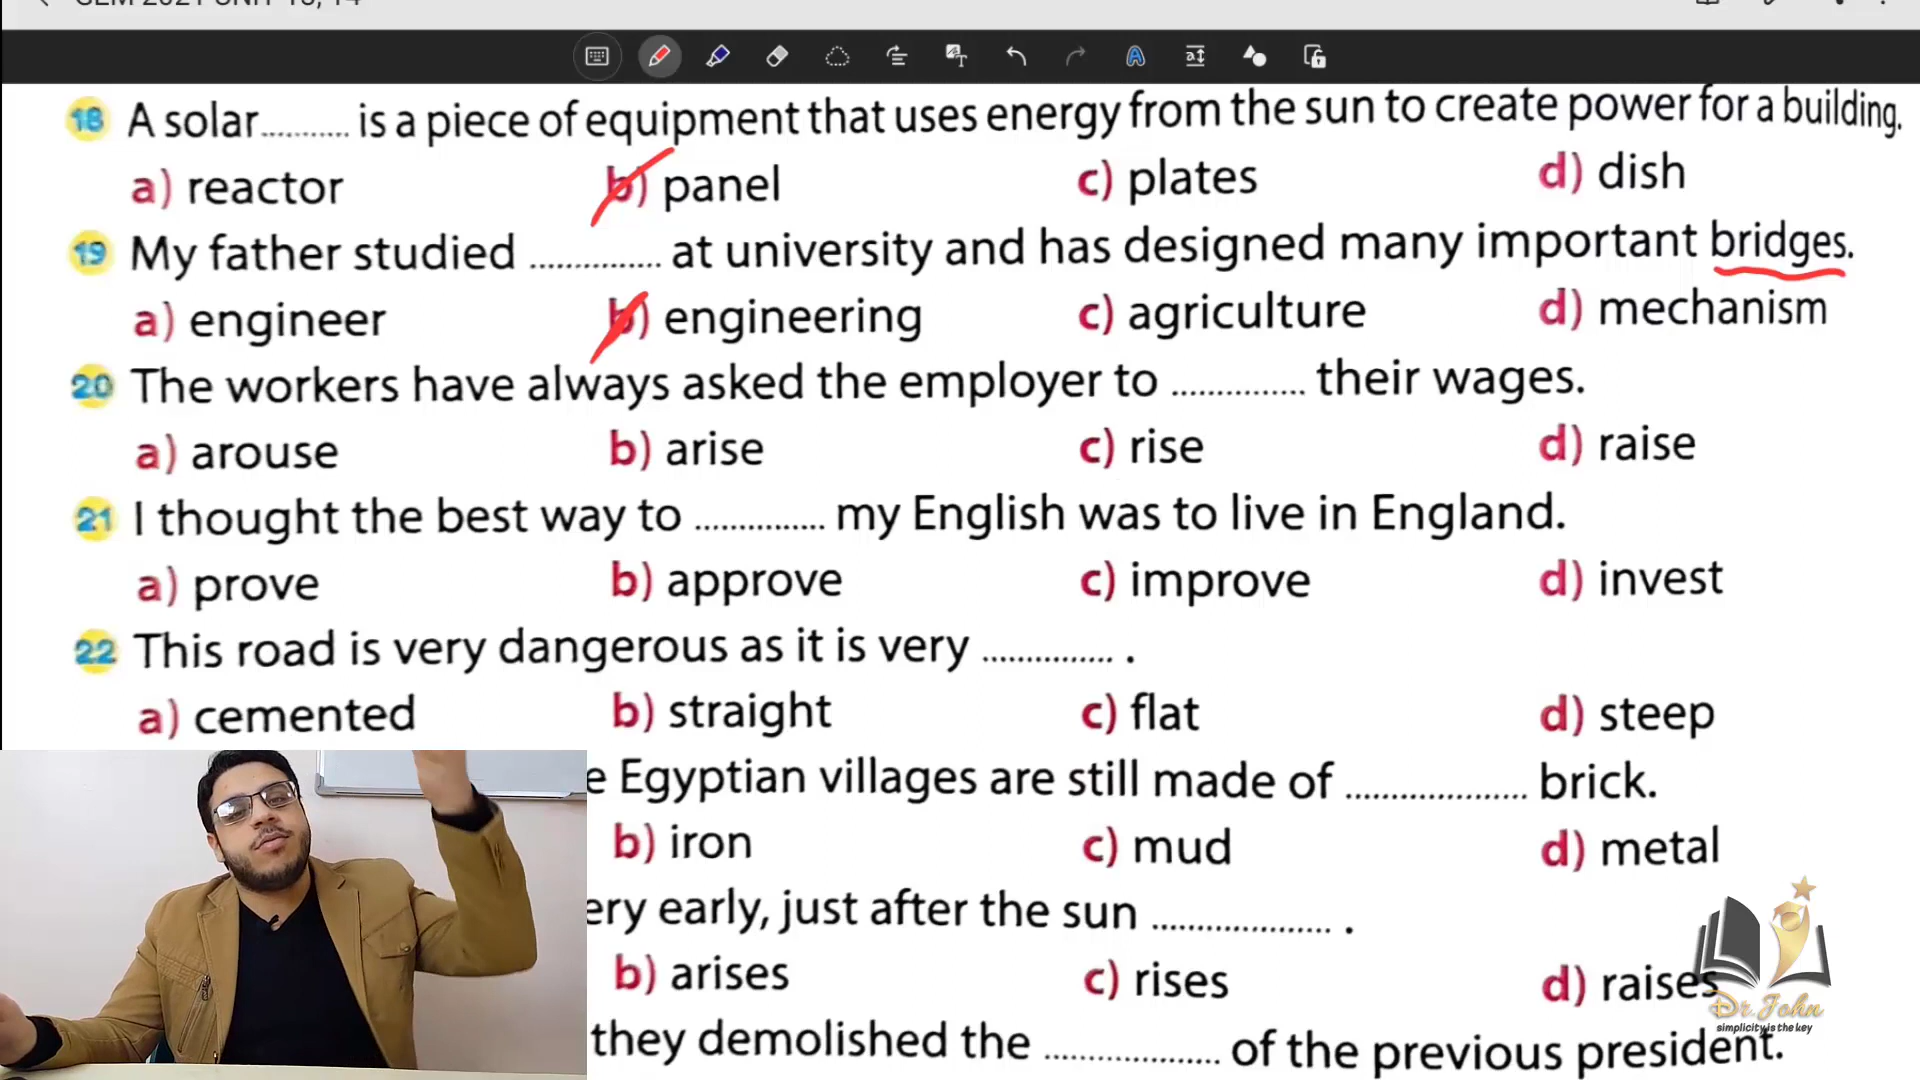 18 A solar........... is a piece of equipment that uses energy from the sun to create power for a building.
a) reactor b) panel c) plates d) dish
19 My father studied .............. at university and has designed many important bridges.
a) engineer b) engineering c) agriculture d) mechanism
20 The workers have always asked the employer to .............. their wages.
a) arouse b) arise c) rise d) raise
21 I thought the best way to .............. my English was to live in England.
a) prove b) approve c) improve d) invest
22 This road is very dangerous as it is very .............. .
a) cemented b) straight c) flat d) steep
Egyptian villages are still made of .................... brick.
b) iron c) mud d) metal
early, just after the sun .................... .
b) arises c) rises d) raises
they demolished the .................... of the previous president.
Dr. John
simplicity is the key